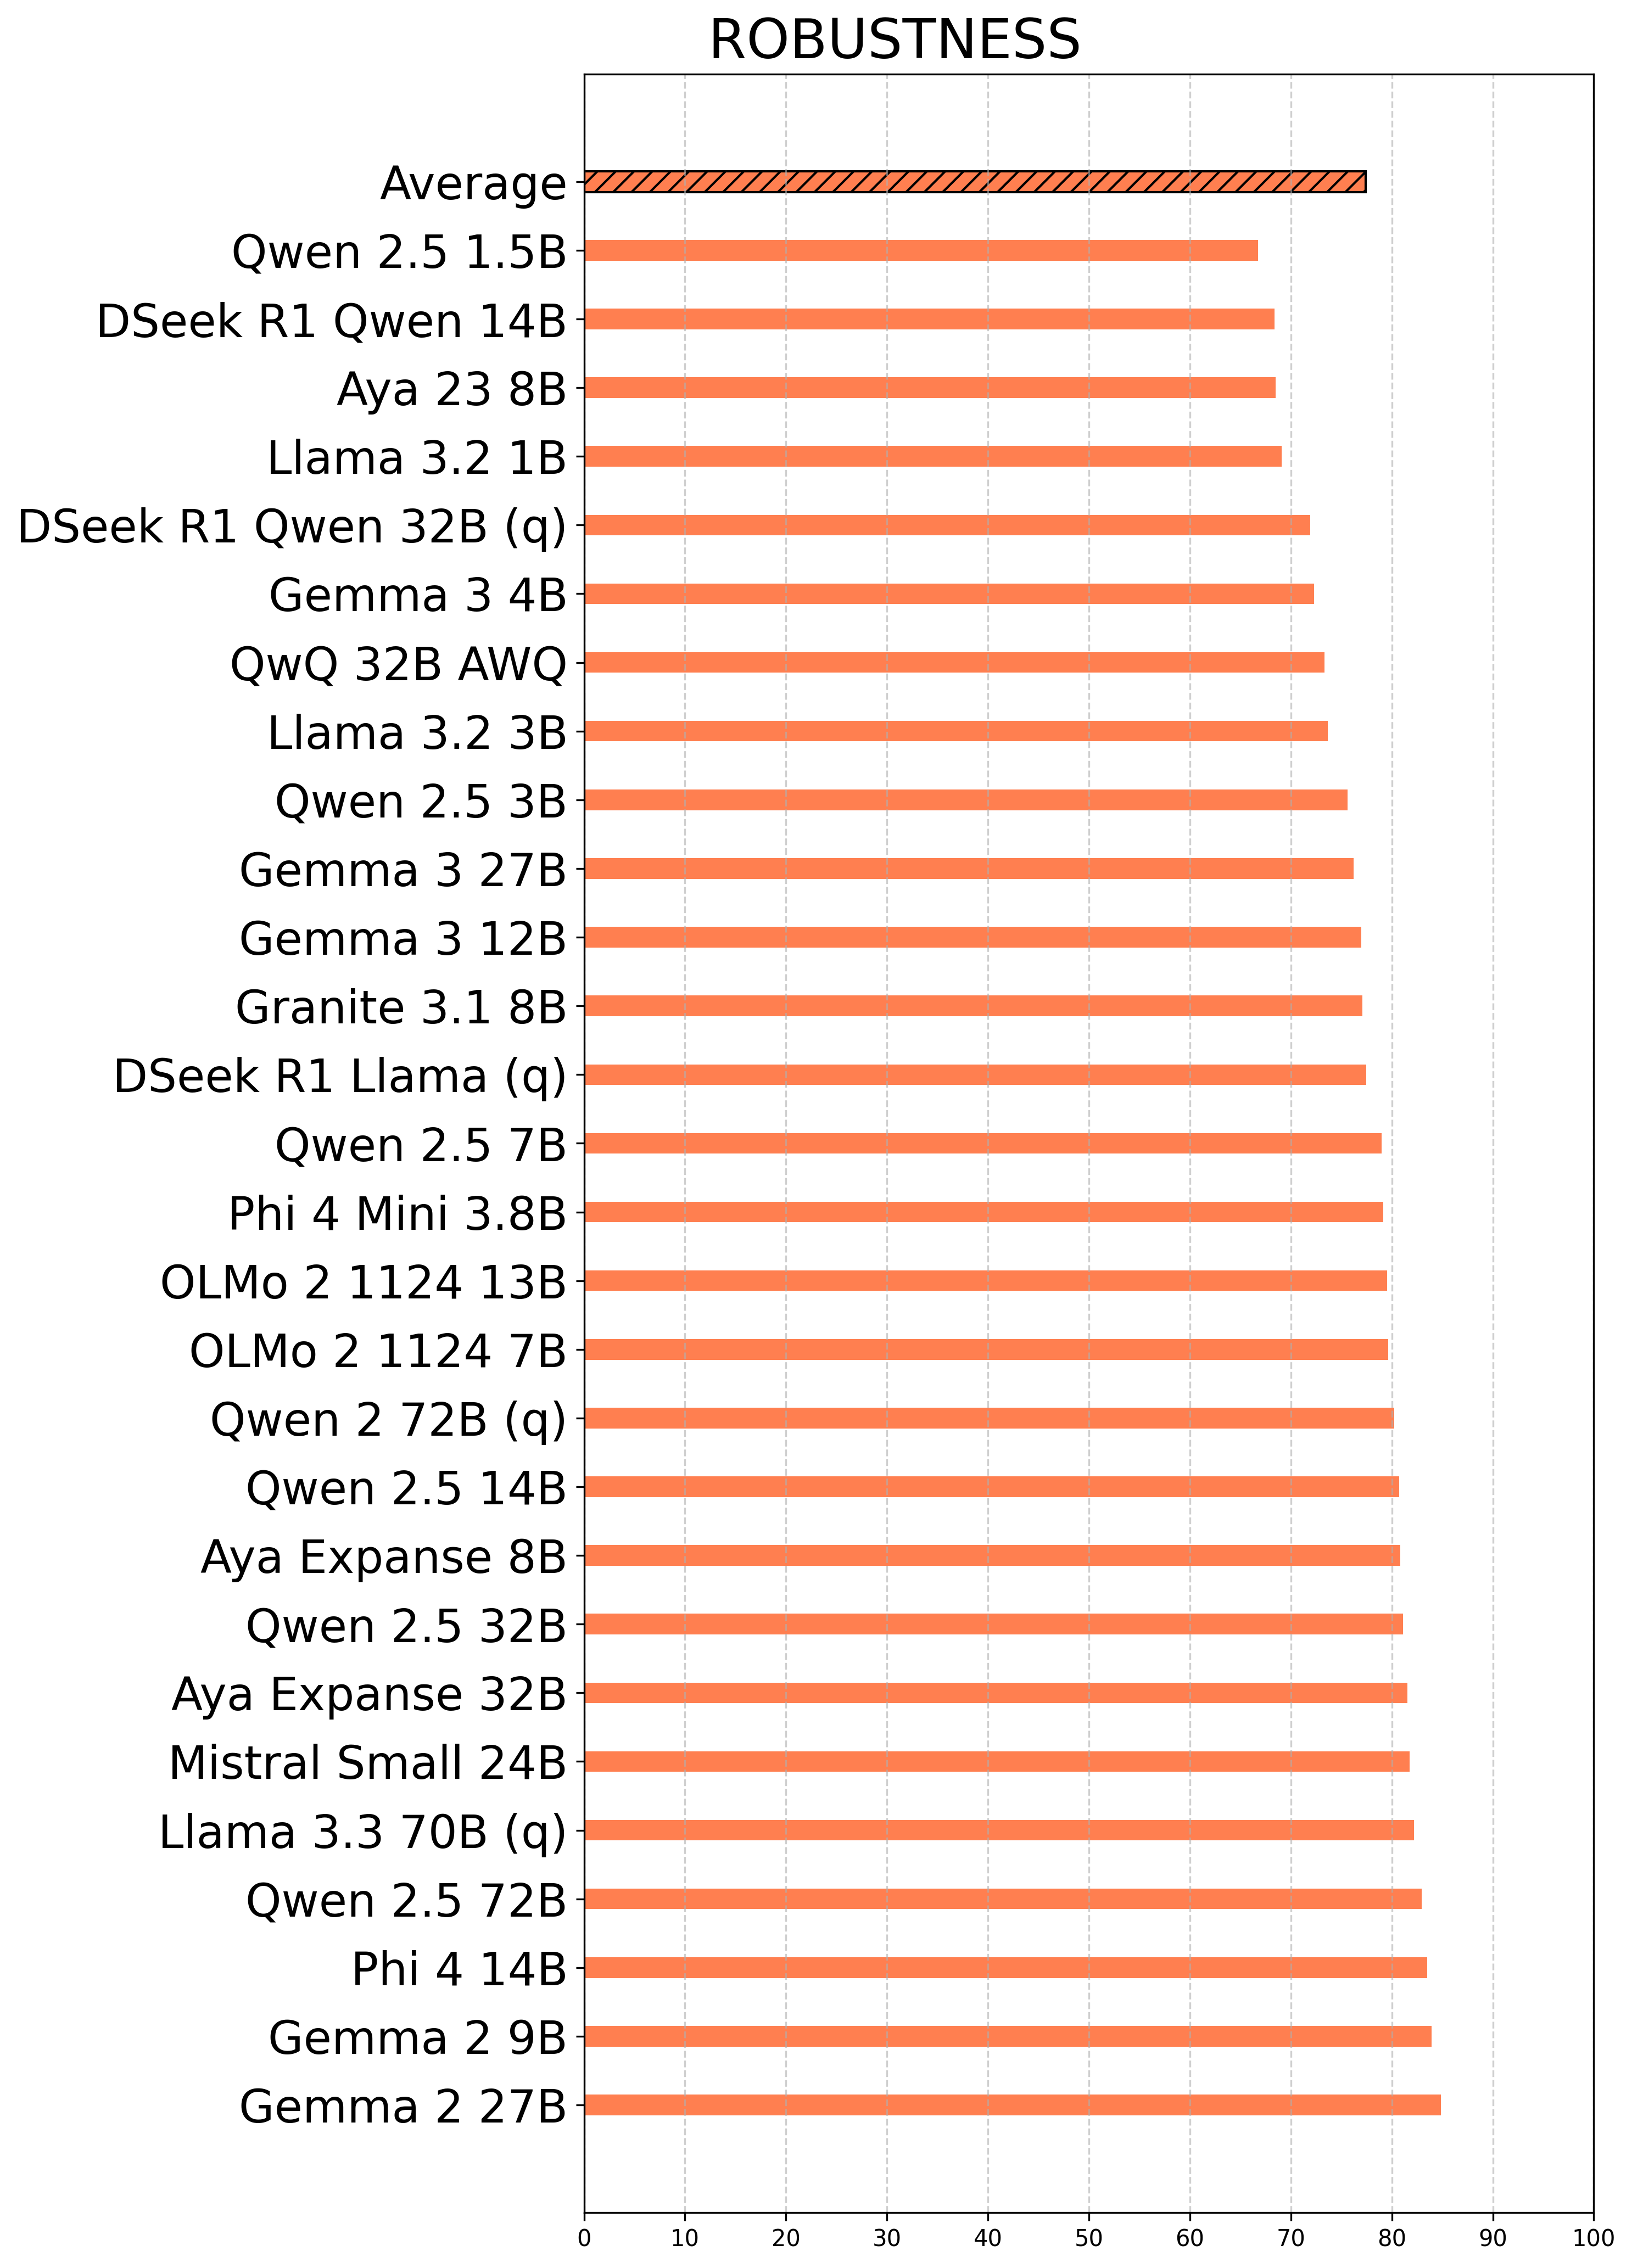 ROBUSTNESS
Average
Qwen 2.5 1.5B
DSeek R1 Qwen 14B
Aya 23 8B
Llama 3.2 1B
DSeek R1 Qwen 32B (q)
Gemma 3 4B
QwQ 32B AWQ
Llama 3.2 3B
Qwen 2.5 3B
Gemma 3 27B
Gemma 3 12B
Granite 3.1 8B
DSeek R1 Llama (q)
Qwen 2.5 7B
Phi 4 Mini 3.8B
OLMo 2 1124 13B
OLMo 2 1124 7B
Qwen 2 72B (q)
Qwen 2.5 14B
Aya Expanse 8B
Qwen 2.5 32B
Aya Expanse 32B
Mistral Small 24B
Llama 3.3 70B (q)
Qwen 2.5 72B
Phi 4 14B
Gemma 2 9B
Gemma 2 27B
0 10 20 30 40 50 60 70 80 90 100